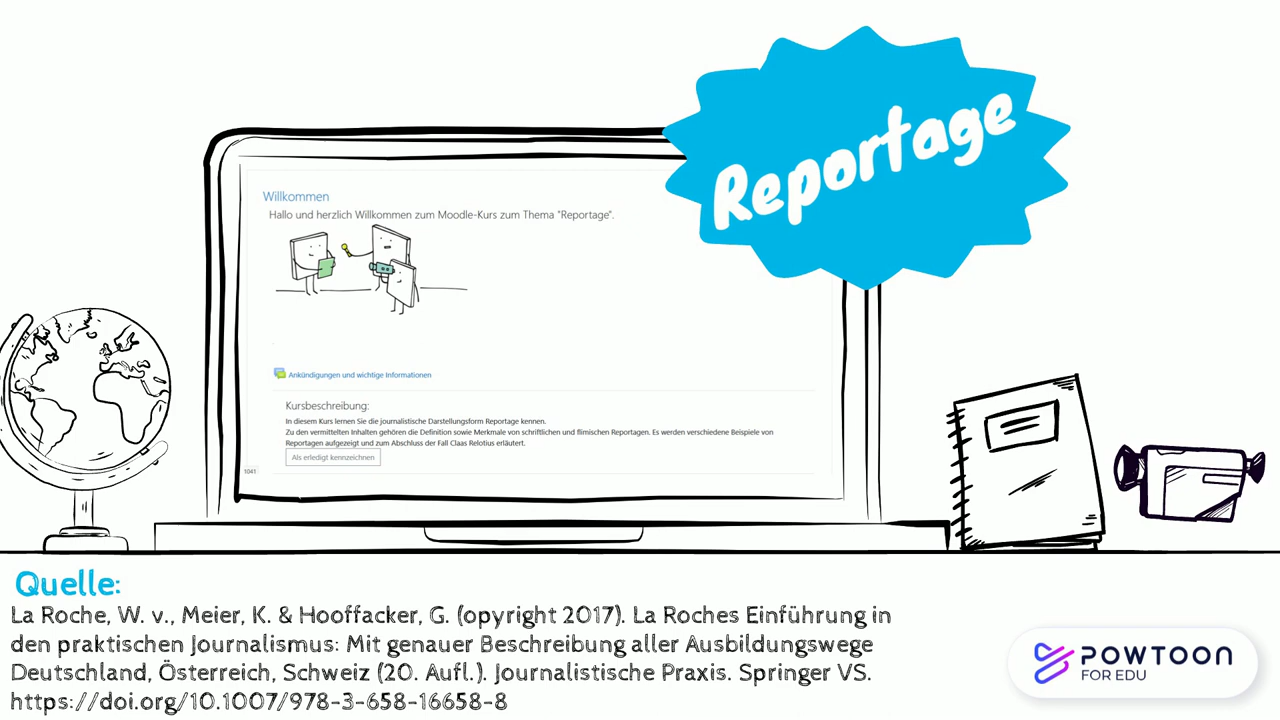 Reportage
Willkommen
Hallo und herzlich Willkommen zum Moodle-Kurs zum Thema "Reportage".
Ankündigungen und wichtige Informationen
Kursbeschreibung:
In diesem Kurs lernen Sie die journalistische Darstellungsform Reportage kennen.
Zu den vermittelten Inhalten gehören die Definition sowie Merkmale von schriftlichen und flimischen Reportagen. Es werden verschiedene Beispiele von
Reportagen aufgezeigt und zum Abschluss der Fall Claas Relotius erläutert.
Als erledigt kennzeichnen
1041
Quelle:
La Roche, W. v., Meier, K. & Hooffacker, G. (opyright 2017). La Roches Einführung in
den praktischen Journalismus: Mit genauer Beschreibung aller Ausbildungswege
Deutschland, Österreich, Schweiz (20. Aufl.). Journalistische Praxis. Springer VS.
https://doi.org/10.1007/978-3-658-16658-8
POWTOON
FOR EDU